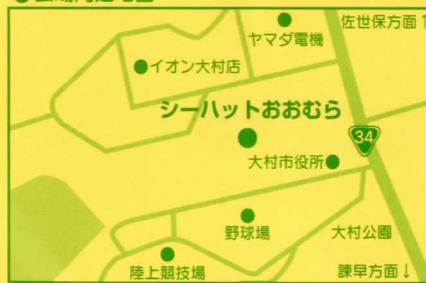 佐世保方面↑
ヤマダ電機
イオン大村店
シーハットおおむら
34
大村市役所
野球場
大村公園
陸上競技場
諫早方面↓